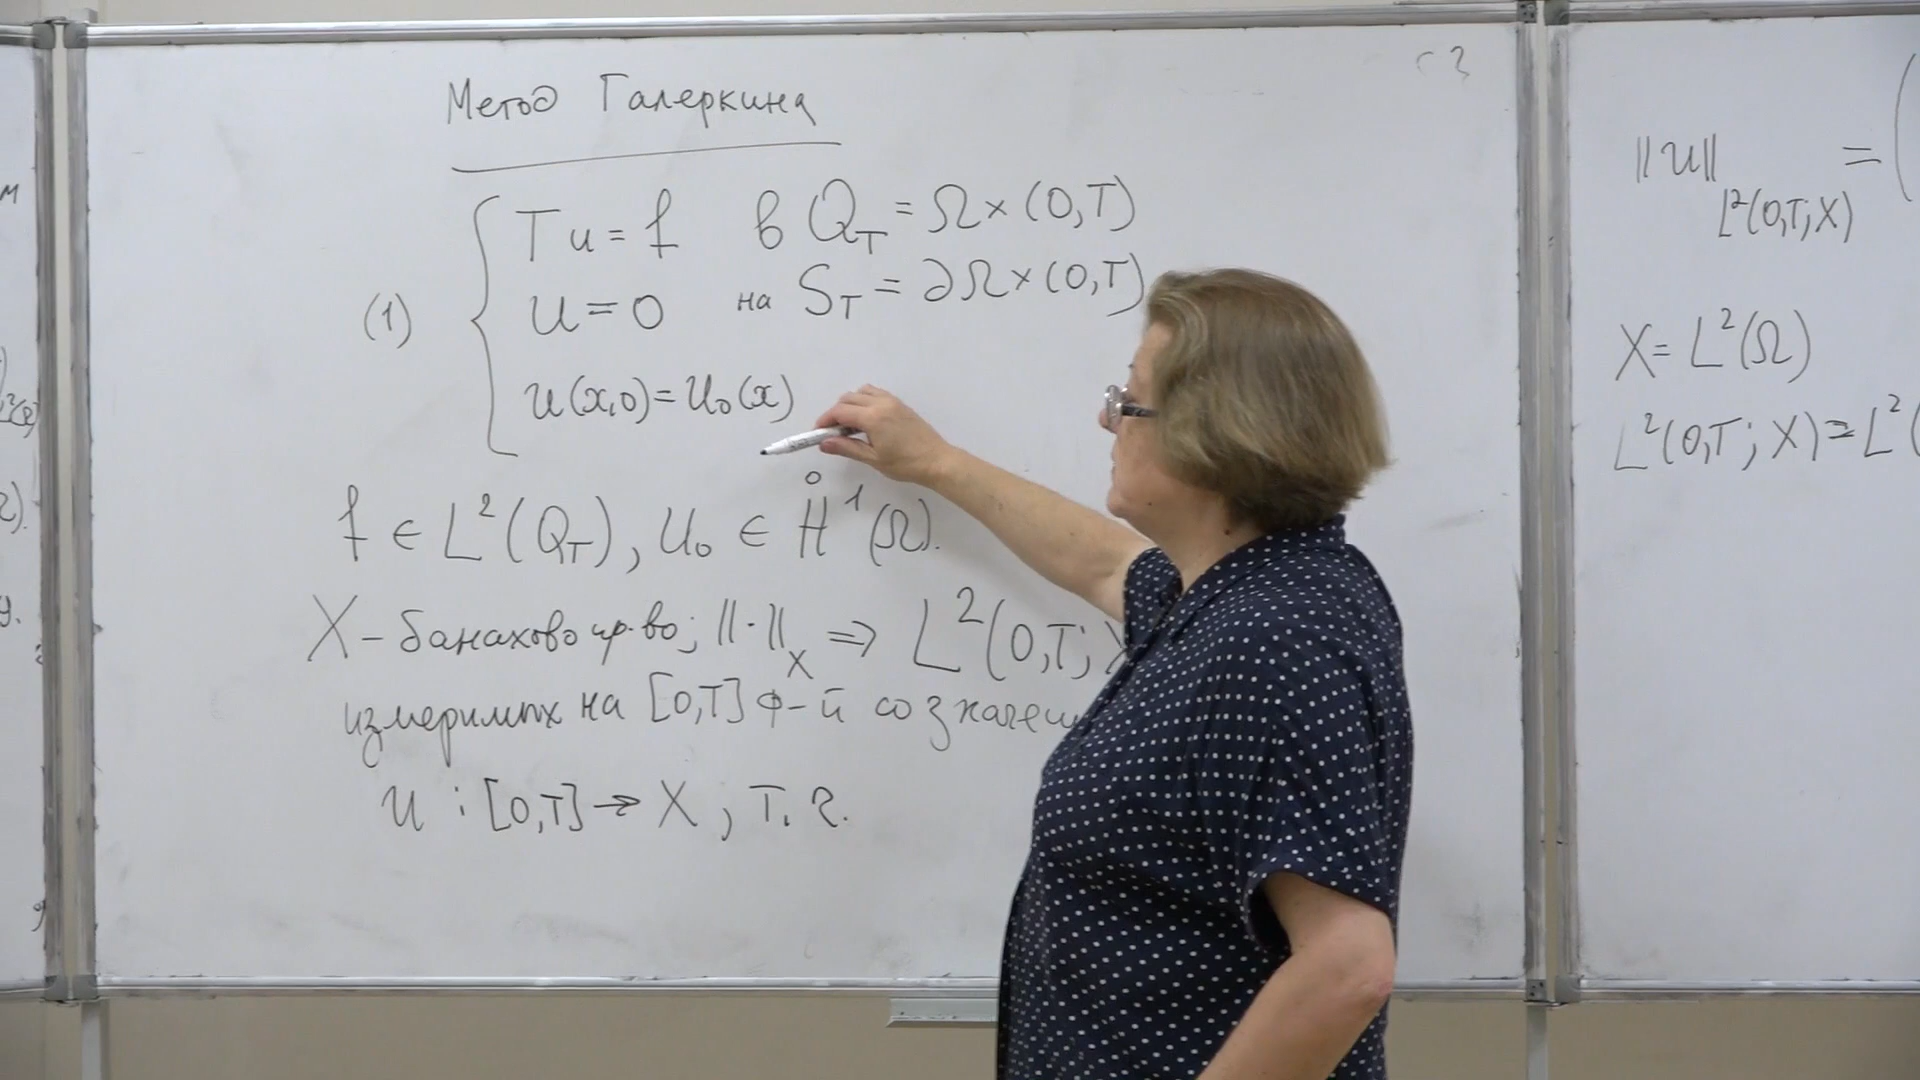 Метод Галеркина
(1)
Tu = f в Q_T = Ω×(0,T)
u = 0 на S_T = ∂Ω×(0,T)
u(x,0) = u₀(x)
f ∈ L²(Q_T), u₀ ∈ H̊¹(Ω).
X – банахово пр-во; ||·||_X ⇒ L²(0,T;
измеримых на [0,T] ф-й со значен
u : [0,T] → X, т.ч.
||u||_{L²(0,T;X)} = (
X = L²(Ω)
L²(0,T; X) = L²(